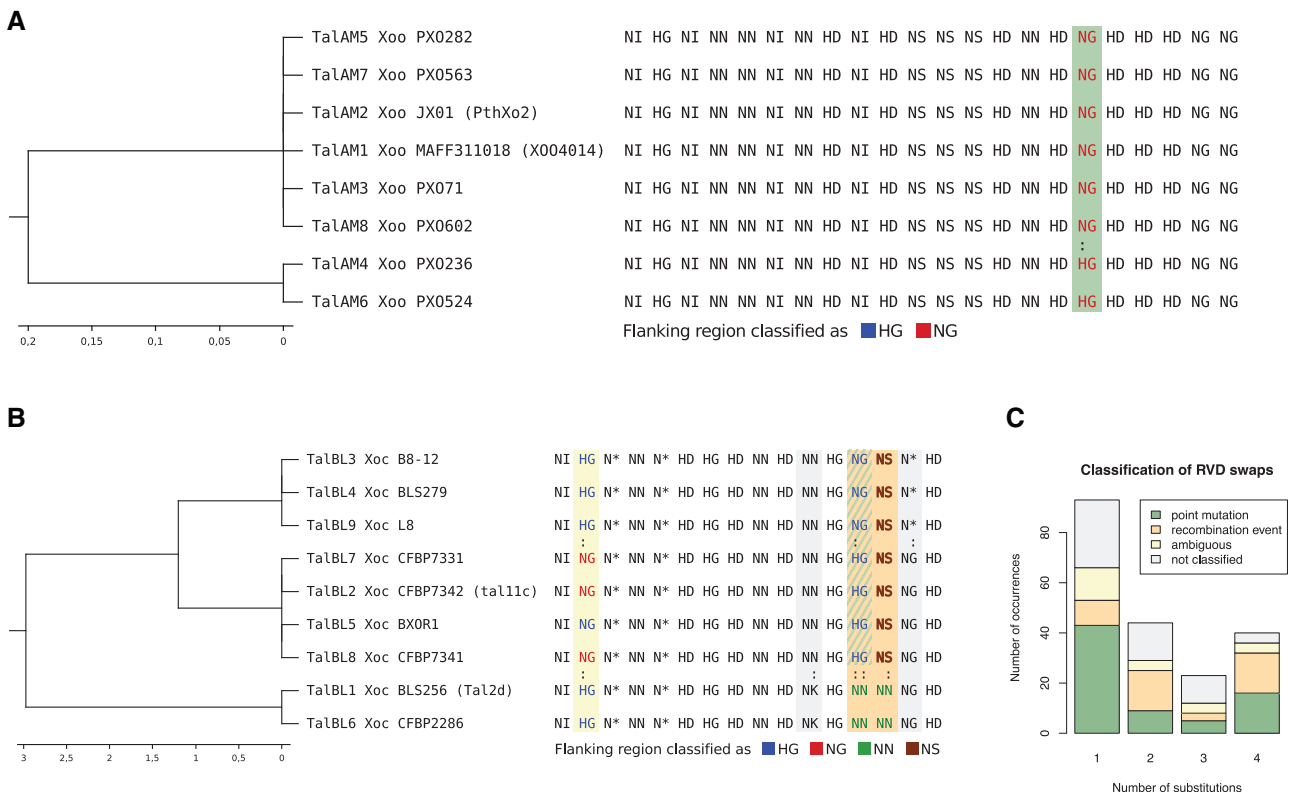 A
TalAM5 Xoo PXO282 NI HG NI NN NN NI NN HD NI HD NS NS NS HD NN HD NG HD HD HD NG NG
TalAM7 Xoo PXO563 NI HG NI NN NN NI NN HD NI HD NS NS NS HD NN HD NG HD HD HD NG NG
TalAM2 Xoo JX01 (PthXo2) NI HG NI NN NN NI NN HD NI HD NS NS NS HD NN HD NG HD HD HD NG NG
TalAM1 Xoo MAFF311018 (XOO4014) NI HG NI NN NN NI NN HD NI HD NS NS NS HD NN HD NG HD HD HD NG NG
TalAM3 Xoo PXO71 NI HG NI NN NN NI NN HD NI HD NS NS NS HD NN HD NG HD HD HD NG NG
TalAM8 Xoo PXO602 NI HG NI NN NN NI NN HD NI HD NS NS NS HD NN HD NG HD HD HD NG NG
:
TalAM4 Xoo PXO236 NI HG NI NN NN NI NN HD NI HD NS NS NS HD NN HD HG HD HD HD NG NG
TalAM6 Xoo PXO524 NI HG NI NN NN NI NN HD NI HD NS NS NS HD NN HD HG HD HD HD NG NG
0,2 0,15 0,1 0,05 0
Flanking region classified as HG NG
B
TalBL3 Xoc B8-12 NI HG N* NN N* HD HG HD NN HD NN HG NG NS N* HD
TalBL4 Xoc BLS279 NI HG N* NN N* HD HG HD NN HD NN HG NG NS N* HD
TalBL9 Xoc L8 NI HG N* NN N* HD HG HD NN HD NN HG NG NS N* HD
: : :
TalBL7 Xoc CFBP7331 NI NG N* NN N* HD HG HD NN HD NN HG HG NS NG HD
TalBL2 Xoc CFBP7342 (tal11c) NI NG N* NN N* HD HG HD NN HD NN HG HG NS NG HD
TalBL5 Xoc BXOR1 NI NG N* NN N* HD HG HD NN HD NN HG HG NS NG HD
TalBL8 Xoc CFBP7341 NI NG N* NN N* HD HG HD NN HD NN HG HG NS NG HD
: : :: :
TalBL1 Xoc BLS256 (Tal2d) NI HG N* NN N* HD HG HD NN HD NK HG NN NN NG HD
TalBL6 Xoc CFBP2286 NI HG N* NN N* HD HG HD NN HD NK HG NN NN NG HD
3 2,5 2 1,5 1 0,5 0
Flanking region classified as HG NG NN NS
C
Classification of RVD swaps
point mutation
recombination event
ambiguous
not classified
Number of occurrences
80
60
40
20
0
1 2 3 4
Number of substitutions